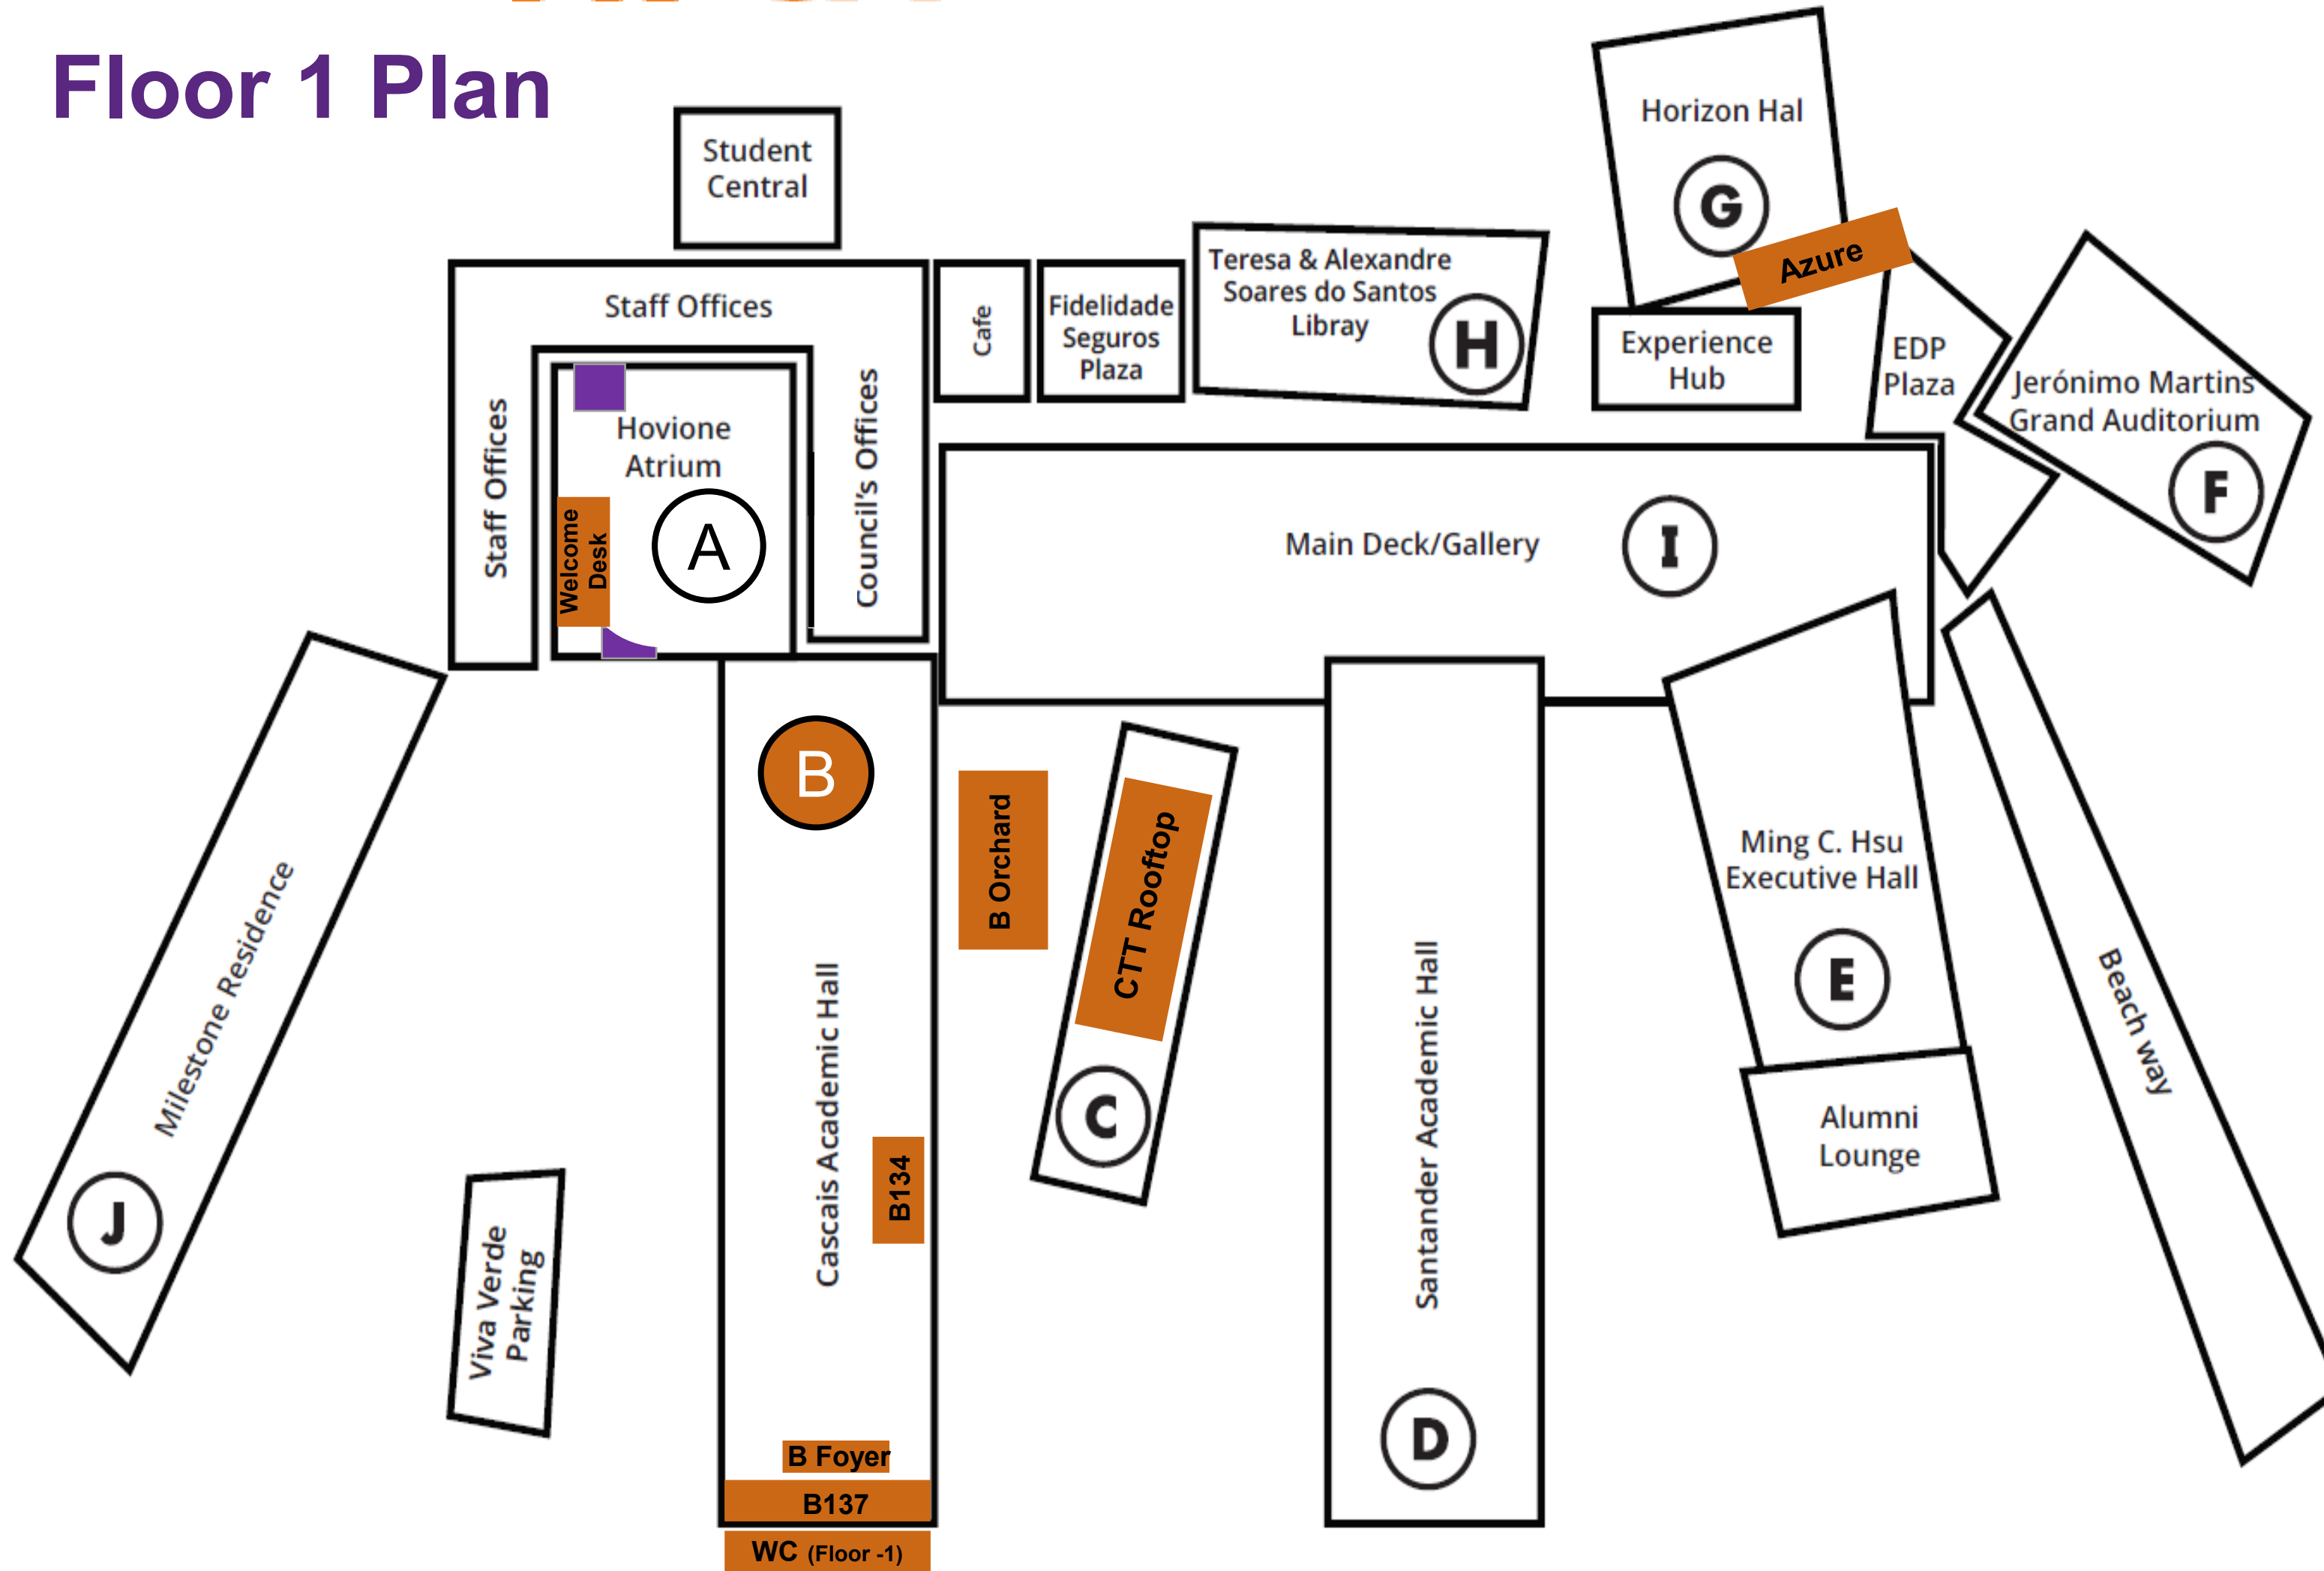 Floor 1 Plan
Student
Central
Horizon Hal
G
Azure
Staff Offices
Cafe
Fidelidade
Seguros
Plaza
Teresa & Alexandre
Soares do Santos
Libray
H
Experience
Hub
EDP
Plaza
Jerónimo Martins
Grand Auditorium
F
Staff Offices
Hovione
Atrium
Welcome
Desk
A
Council's Offices
Main Deck/Gallery
I
B
B Orchard
CTT Rooftop
C
Milestone Residence
J
Viva Verde
Parking
Cascais Academic Hall
B134
B Foyer
B137
WC (Floor -1)
Santander Academic Hall
D
Ming C. Hsu
Executive Hall
E
Alumni
Lounge
Beach way